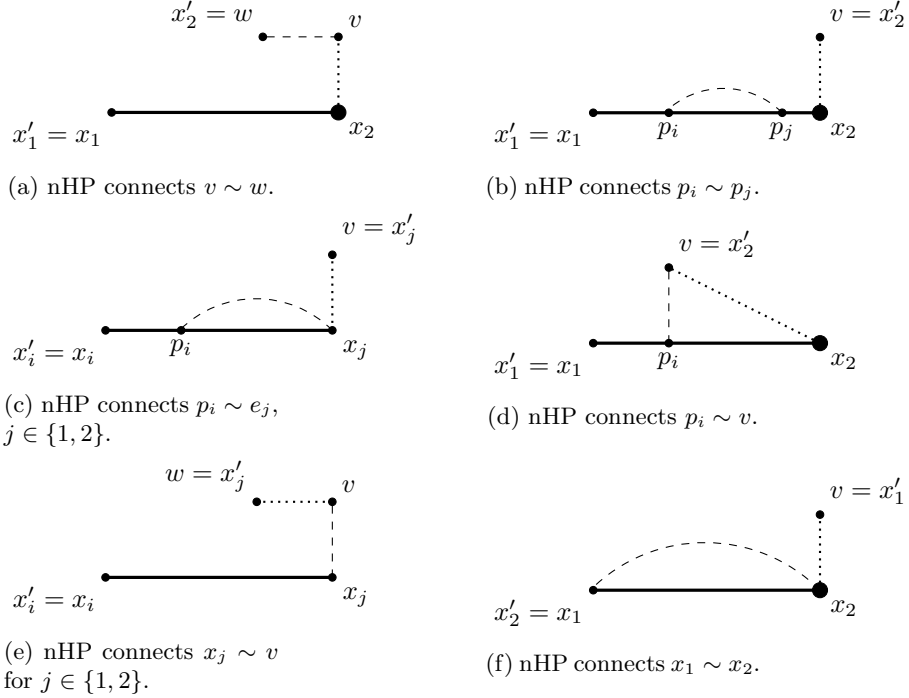 x′₂ = w v
x′₁ = x₁ x₂
(a) nHP connects v ∼ w.
v = x′₂
x′₁ = x₁ pᵢ pⱼ x₂
(b) nHP connects pᵢ ∼ pⱼ.
v = x′ⱼ
x′ᵢ = xᵢ pᵢ xⱼ
(c) nHP connects pᵢ ∼ eⱼ,
j ∈ {1, 2}.
v = x′₂
x′₁ = x₁ pᵢ x₂
(d) nHP connects pᵢ ∼ v.
w = x′ⱼ v
x′ᵢ = xᵢ xⱼ
(e) nHP connects xⱼ ∼ v
for j ∈ {1, 2}.
v = x′₁
x′₂ = x₁ x₂
(f) nHP connects x₁ ∼ x₂.